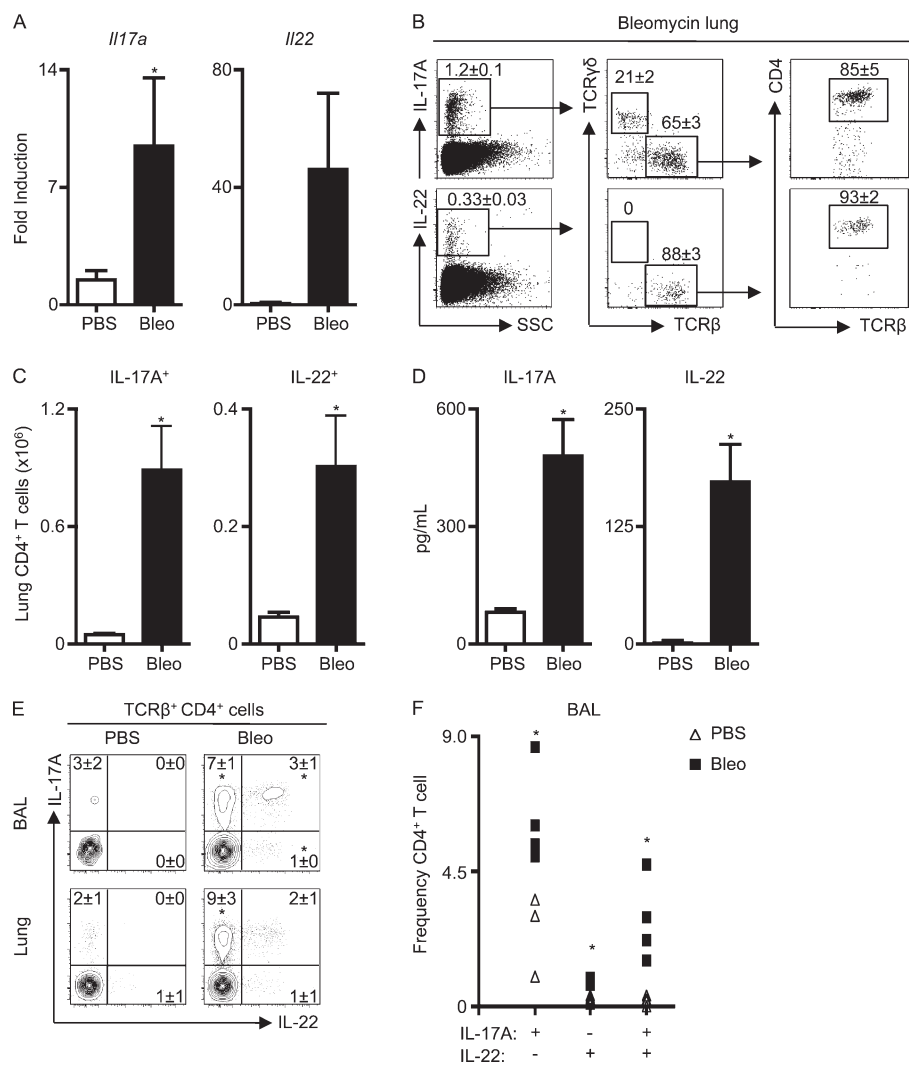 A
Il17a
Il22
Fold Induction
14
7
0
80
40
0
*
PBS
Bleo
PBS
Bleo
B
Bleomycin lung
IL-17A
1.2±0.1
TCRγδ
21±2
65±3
CD4
85±5
IL-22
0.33±0.03
0
88±3
93±2
SSC
TCRβ
TCRβ
C
IL-17A⁺
IL-22⁺
Lung CD4⁺ T cells (x10⁶)
1.2
0.6
0
0.4
0.2
0
*
*
PBS
Bleo
PBS
Bleo
D
IL-17A
IL-22
pg/mL
600
300
0
250
125
0
*
*
PBS
Bleo
PBS
Bleo
E
TCRβ⁺ CD4⁺ cells
PBS
Bleo
IL-17A
BAL
3±2
0±0
0±0
7±1
3±1
*
*
*
1±0
Lung
2±1
0±0
1±1
9±3
2±1
*
1±1
IL-22
F
BAL
PBS
Bleo
Frequency CD4⁺ T cell
9.0
4.5
0
*
*
*
IL-17A: + - +
IL-22: - + +